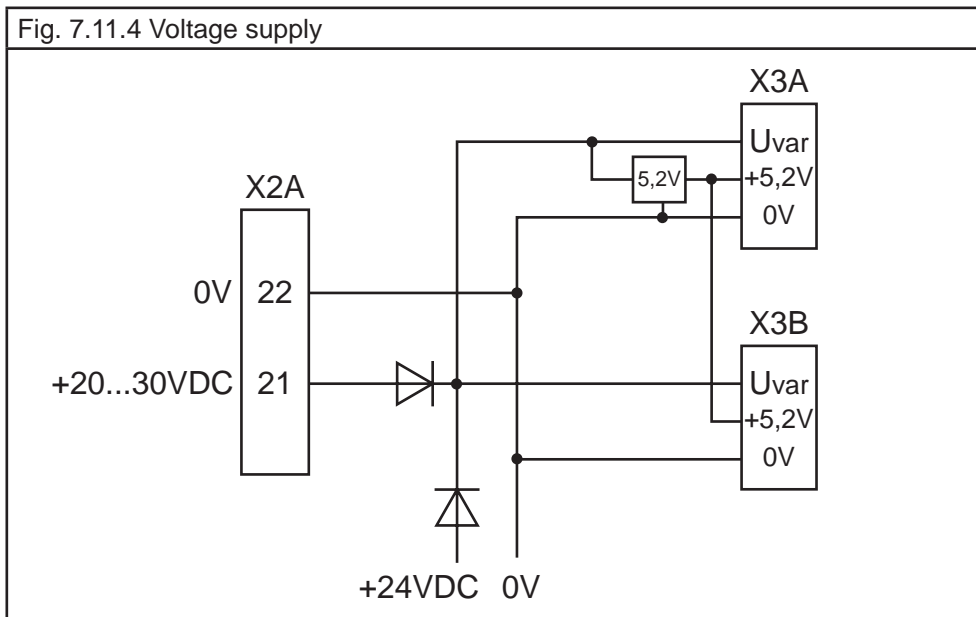 Fig. 7.11.4 Voltage supply
X3A
Uvar
5,2V
+5,2V
0V
X2A
0V 22
+20...30VDC 21
X3B
Uvar
+5,2V
0V
+24VDC 0V